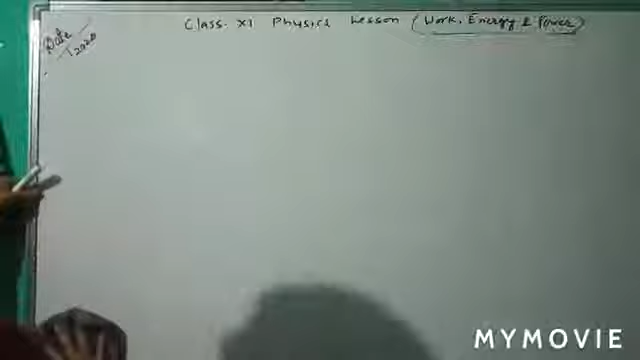 Class. XI Physics Lesson (Work, Energy & Power)
Date
2020
MYMOVIE